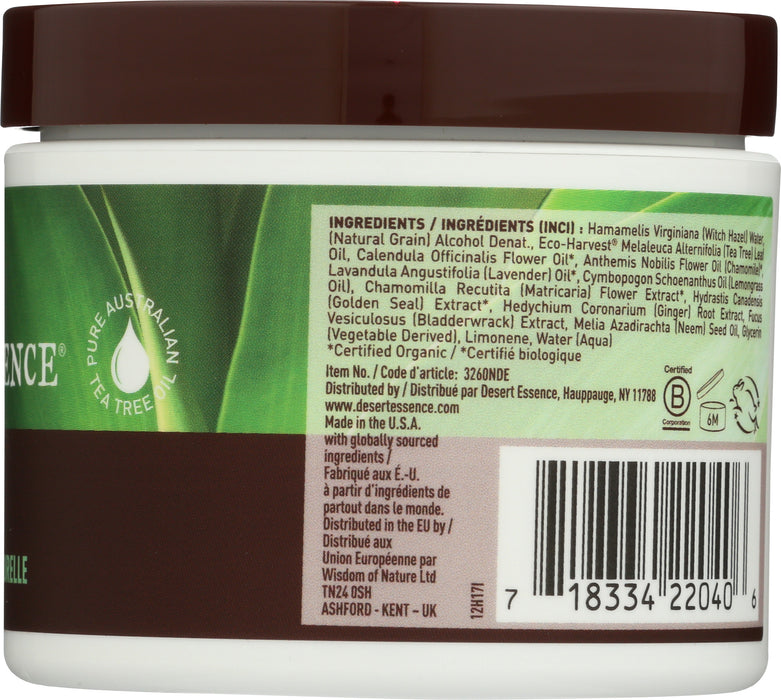 INGREDIENTS / INGRÉDIENTS (INCI) : Hamamelis Virginiana (Witch Hazel) Water,
(Natural Grain) Alcohol Denat., Eco-Harvest® Melaleuca Alternifolia (Tea Tree) Leaf
Oil, Calendula Officinalis Flower Oil*, Anthemis Nobilis Flower Oil (Chamomile)*,
Lavandula Angustifolia (Lavender) Oil*, Cymbopogon Schoenanthus Oil (Lemongrass
Oil), Chamomilla Recutita (Matricaria) Flower Extract*, Hydrastis Canadensis
(Golden Seal) Extract*, Hedychium Coronarium (Ginger) Root Extract, Fucus
Vesiculosus (Bladderwrack) Extract, Melia Azadirachta (Neem) Seed Oil, Glycerin
(Vegetable Derived), Limonene, Water (Aqua)
*Certified Organic / *Certifié biologique
Item No. / Code d'article: 3260NDE
Distributed by / Distribué par Desert Essence, Hauppauge, NY 11788
www.desertessence.com
Made in the U.S.A.
with globally sourced
ingredients /
Fabriqué aux É.-U.
à partir d'ingrédients de
partout dans le monde.
Distributed in the EU by /
Distribué aux
Union Européenne par
Wisdom of Nature Ltd
TN24 0SH
ASHFORD - KENT – UK
Certified
B
Corporation
6M
12H17I
7 18334 22040 6
PURE AUSTRALIAN
TEA TREE OIL
ENCE®
RELLE